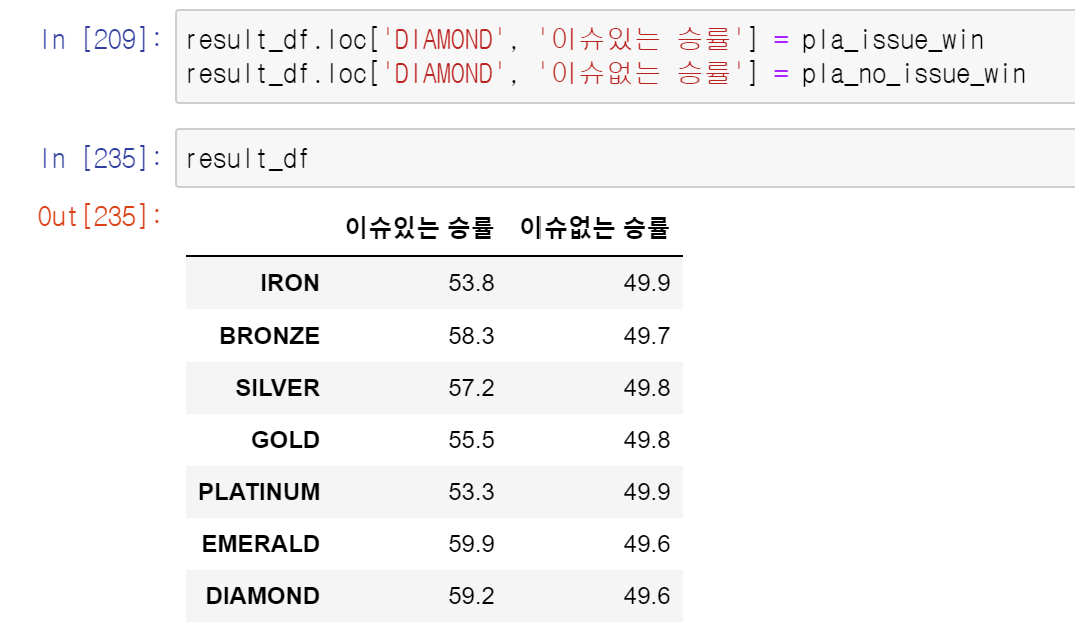 In [209]: result_df.loc['DIAMOND', '이슈있는 승률'] = pla_issue_win
result_df.loc['DIAMOND', '이슈없는 승률'] = pla_no_issue_win
In [235]: result_df
Out[235]:
이슈있는 승률 이슈없는 승률
IRON 53.8 49.9
BRONZE 58.3 49.7
SILVER 57.2 49.8
GOLD 55.5 49.8
PLATINUM 53.3 49.9
EMERALD 59.9 49.6
DIAMOND 59.2 49.6